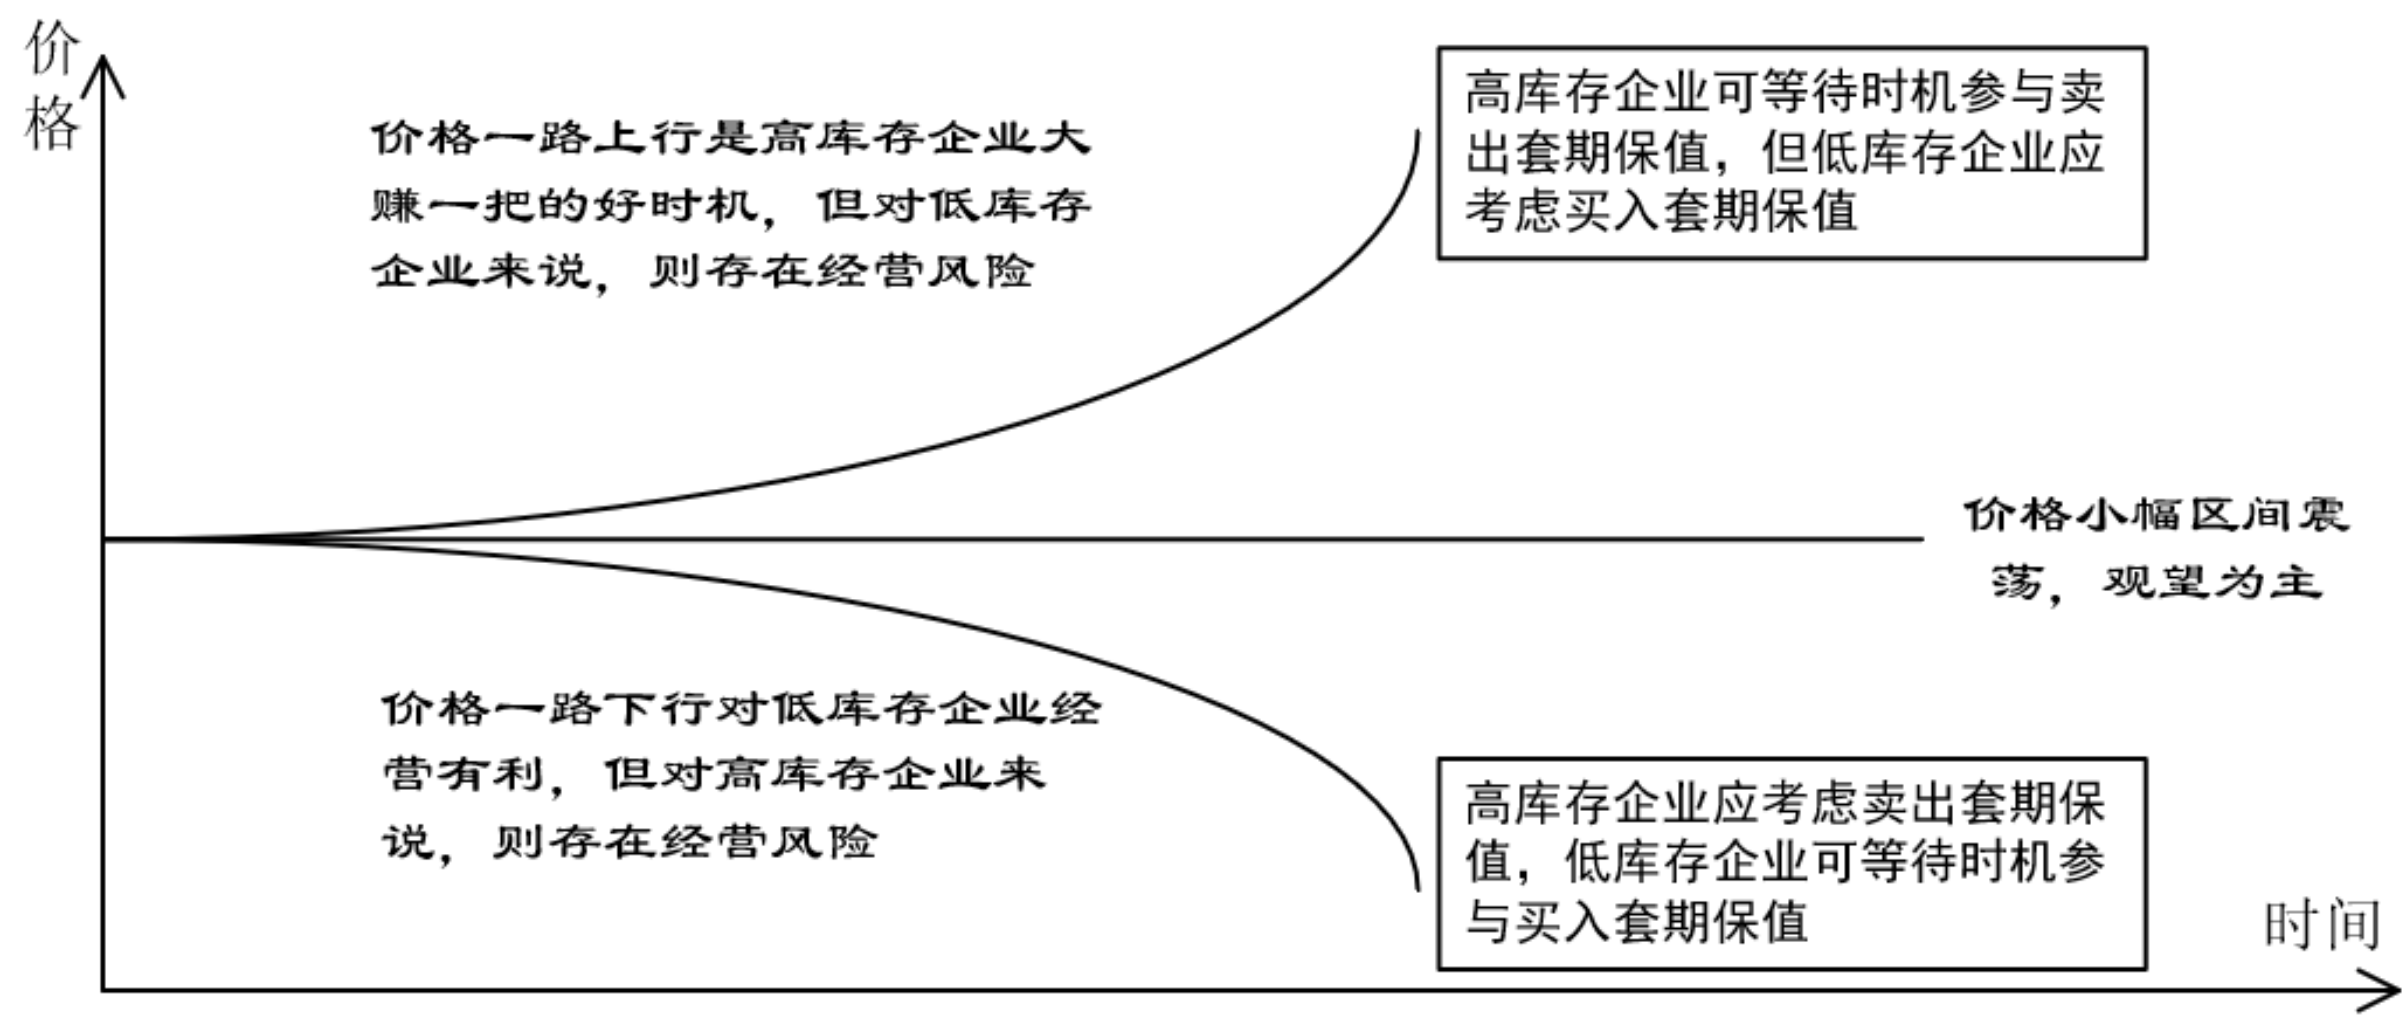 价
格
价格一路上行是高库存企业大
赚一把的好时机，但对低库存
企业来说，则存在经营风险
高库存企业可等待时机参与卖
出套期保值，但低库存企业应
考虑买入套期保值
价格小幅区间震
荡，观望为主
价格一路下行对低库存企业经
营有利，但对高库存企业来
说，则存在经营风险
高库存企业应考虑卖出套期保
值，低库存企业可等待时机参
与买入套期保值
时间